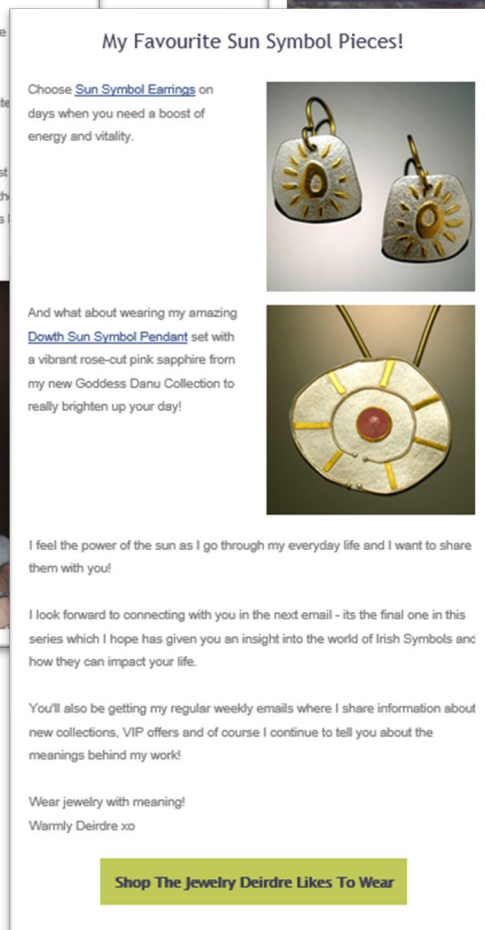 My Favourite Sun Symbol Pieces!
Choose Sun Symbol Earrings on
days when you need a boost of
energy and vitality.
And what about wearing my amazing
Dowth Sun Symbol Pendant set with
a vibrant rose-cut pink sapphire from
my new Goddess Danu Collection to
really brighten up your day!
I feel the power of the sun as I go through my everyday life and I want to share
them with you!
I look forward to connecting with you in the next email - its the final one in this
series which I hope has given you an insight into the world of Irish Symbols and
how they can impact your life.
You'll also be getting my regular weekly emails where I share information about
new collections, VIP offers and of course I continue to tell you about the
meanings behind my work!
Wear jewelry with meaning!
Warmly Deirdre xo
Shop The Jewelry Deirdre Likes To Wear